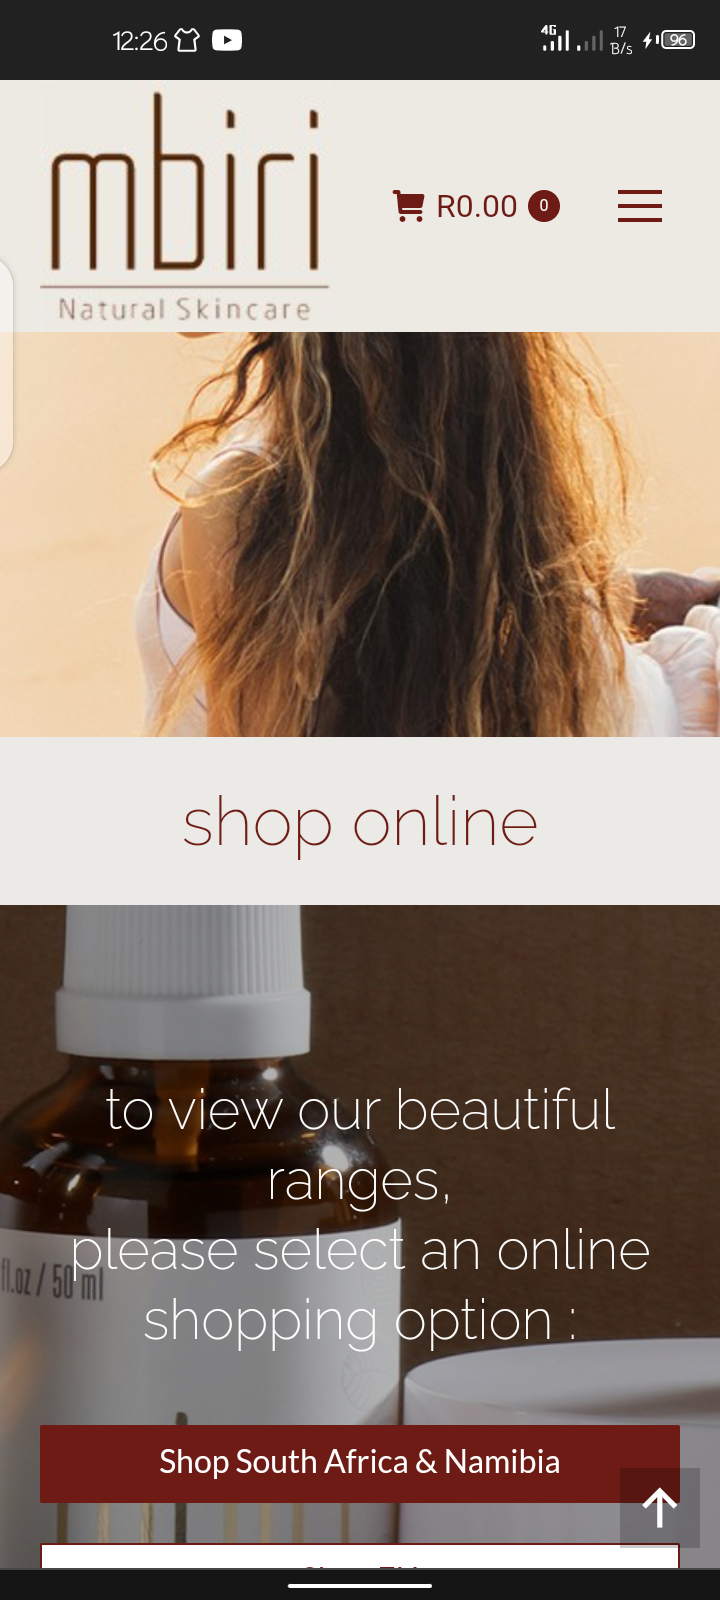 12:26
4G
17
B/s
96
mbiri
Natural Skincare
R0.00 0
shop online
to view our beautiful
ranges,
please select an online
shopping option :
fl.oz / 50 ml
Shop South Africa & Namibia